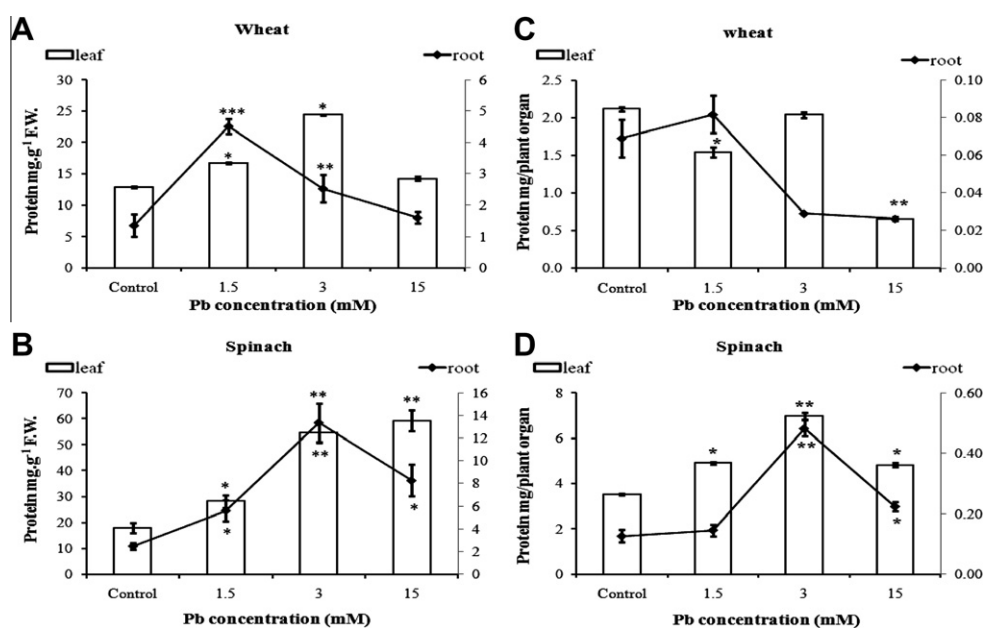 A
Wheat
leaf
root
Protein mg.g⁻¹ F.W.
30
25
20
15
10
5
0
6
5
4
3
2
1
0
***
*
*
**
Control 1.5 3 15
Pb concentration (mM)
C
wheat
leaf
root
Protein mg/plant organ
2.5
2.0
1.5
1.0
0.5
0.0
0.10
0.08
0.06
0.04
0.02
0.00
*
**
Control 1.5 3 15
Pb concentration (mM)
B
Spinach
leaf
root
Protein mg.g⁻¹ F.W.
70
60
50
40
30
20
10
0
16
14
12
10
8
6
4
2
0
*
*
**
**
**
*
Control 1.5 3 15
Pb concentration (mM)
D
Spinach
leaf
root
Protein mg/plant organ
8
6
4
2
0
0.60
0.40
0.20
0.00
*
**
**
*
*
Control 1.5 3 15
Pb concentration (mM)